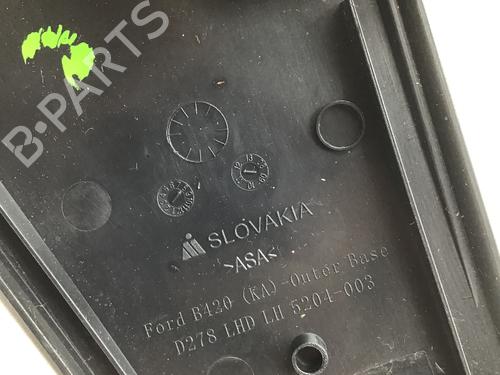 B-PARTS
SLOVAKIA
>ASA<
Ford B420 (KA)-Outer Base
D278 LHD LH 5204-003